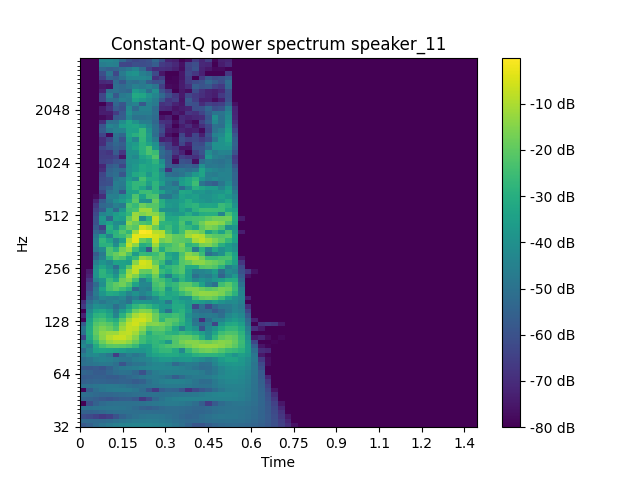 Constant-Q power spectrum speaker_11
Hz
2048
1024
512
256
128
64
32
0 0.15 0.3 0.45 0.6 0.75 0.9 1.1 1.2 1.4
Time
-10 dB
-20 dB
-30 dB
-40 dB
-50 dB
-60 dB
-70 dB
-80 dB